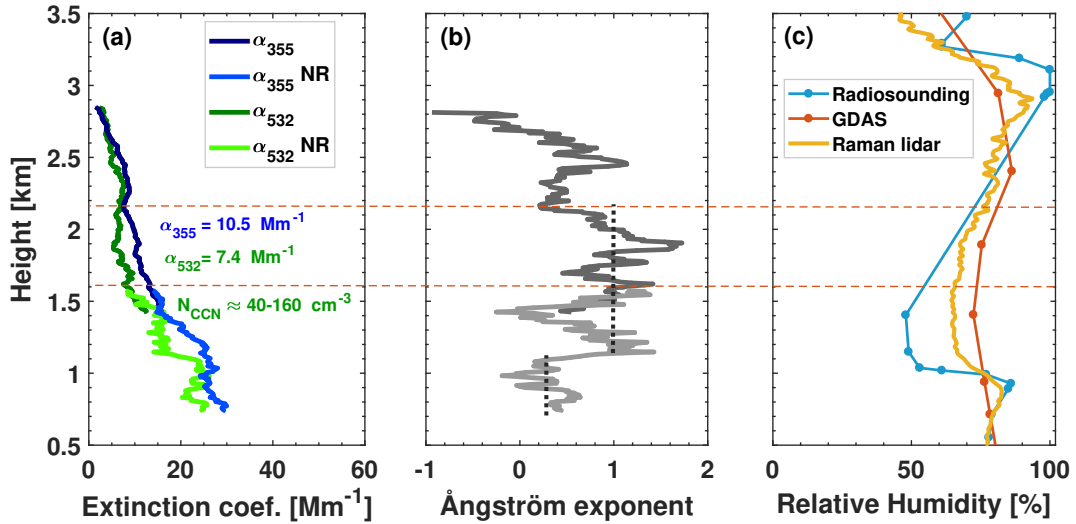 (a)
α355
α355 NR
α532
α532 NR
α355 = 10.5 Mm-1
α532= 7.4 Mm-1
NCCN ≈ 40-160 cm-3
3.5
3
2.5
2
1.5
1
0.5
Height [km]
0 20 40 60
Extinction coef. [Mm-1]
(b)
-1 0 1 2
Ångström exponent
(c)
Radiosounding
GDAS
Raman lidar
0 50 100
Relative Humidity [%]